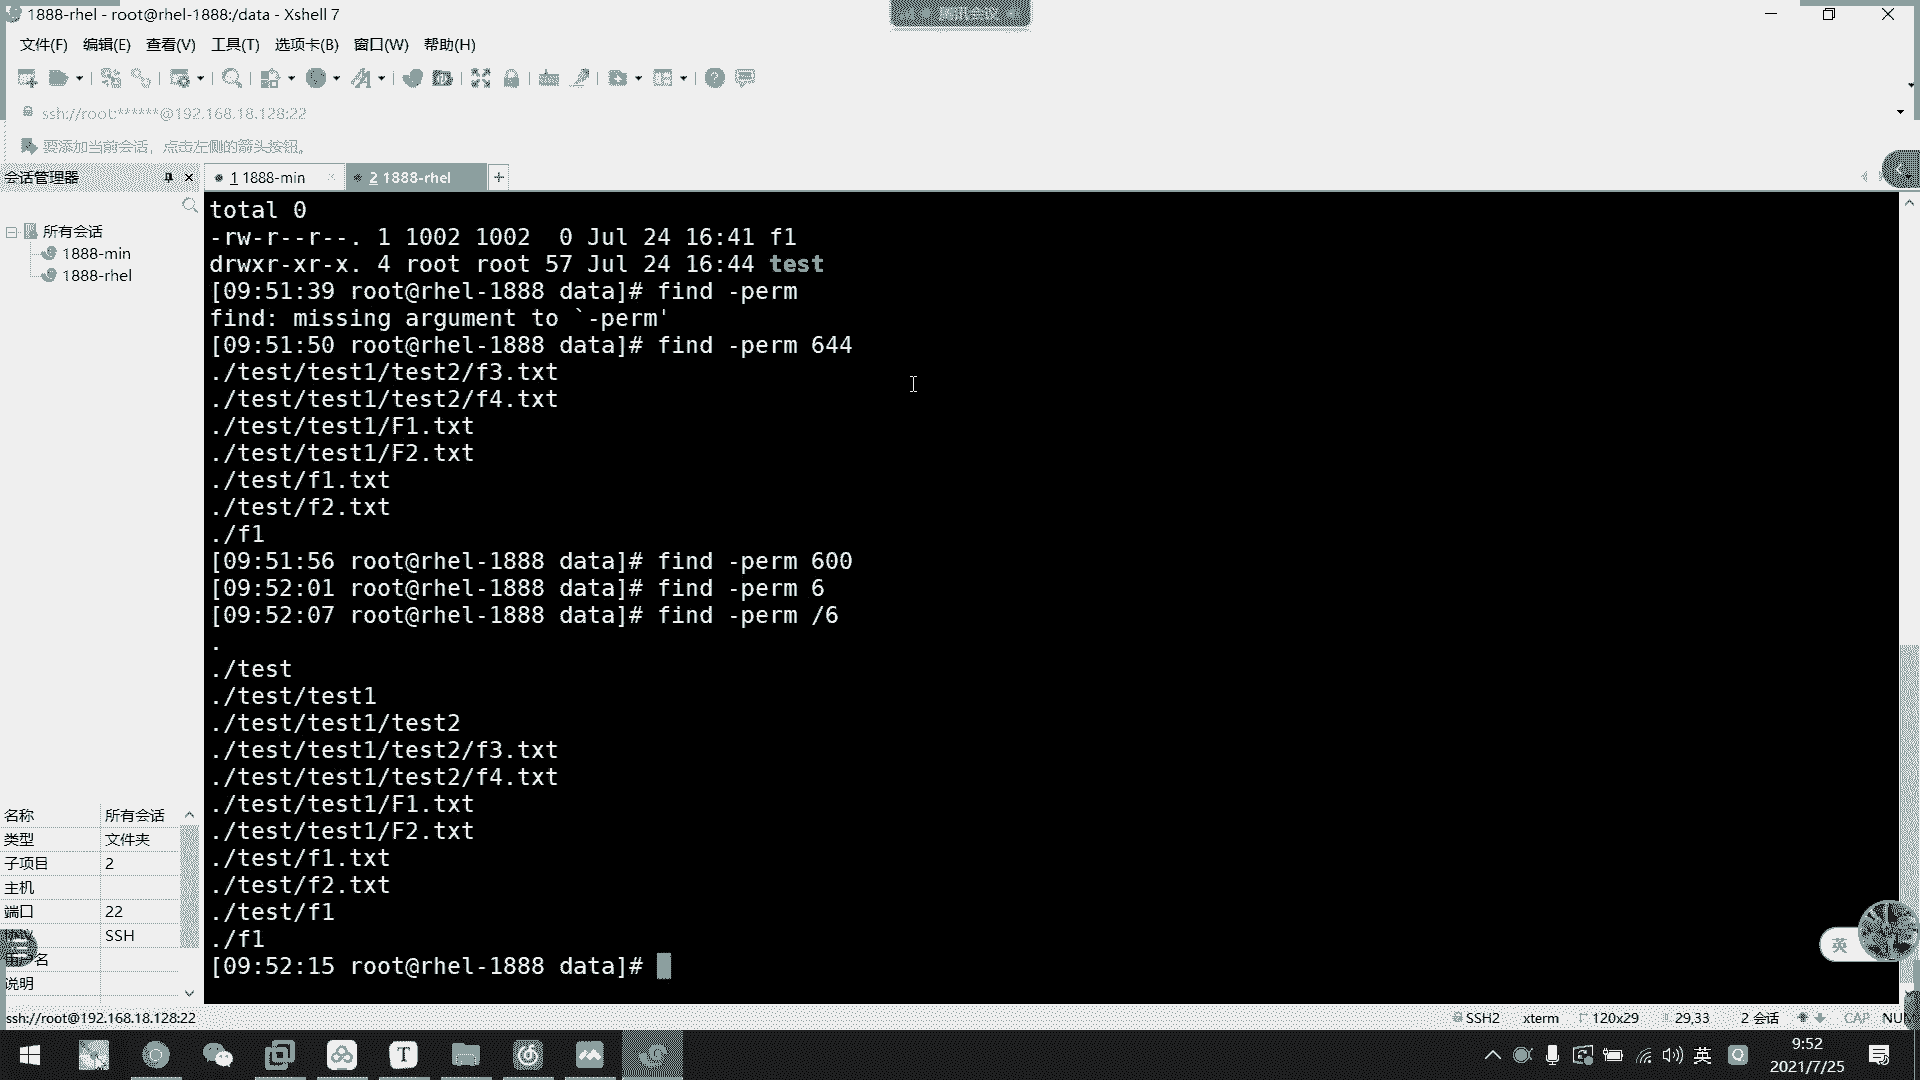 1888-rhel - root@rhel-1888:/data - Xshell 7
腾讯会议
文件(F) 编辑(E) 查看(V) 工具(T) 选项卡(B) 窗口(W) 帮助(H)
ssh://root:******@192.168.18.128:22
要添加当前会话，点击左侧的箭头按钮。
会话管理器
1 1888-min
2 1888-rhel
所有会话
1888-min
1888-rhel
total 0
-rw-r--r--. 1 1002 1002  0 Jul 24 16:41 f1
drwxr-xr-x. 4 root root 57 Jul 24 16:44 test
[09:51:39 root@rhel-1888 data]# find -perm
find: missing argument to `-perm'
[09:51:50 root@rhel-1888 data]# find -perm 644
./test/test1/test2/f3.txt
./test/test1/test2/f4.txt
./test/test1/F1.txt
./test/test1/F2.txt
./test/f1.txt
./test/f2.txt
./f1
[09:51:56 root@rhel-1888 data]# find -perm 600
[09:52:01 root@rhel-1888 data]# find -perm 6
[09:52:07 root@rhel-1888 data]# find -perm /6
.
./test
./test/test1
./test/test1/test2
./test/test1/test2/f3.txt
./test/test1/test2/f4.txt
./test/test1/F1.txt
./test/test1/F2.txt
./test/f1.txt
./test/f2.txt
./test/f1
./f1
[09:52:15 root@rhel-1888 data]#
名称 所有会话
类型 文件夹
子项目 2
主机
端口 22
SSH
说明
英
ssh://root@192.168.18.128:22
SSH2 xterm 120x29 29,33 2 会话 CAP NUM
英
9:52
2021/7/25